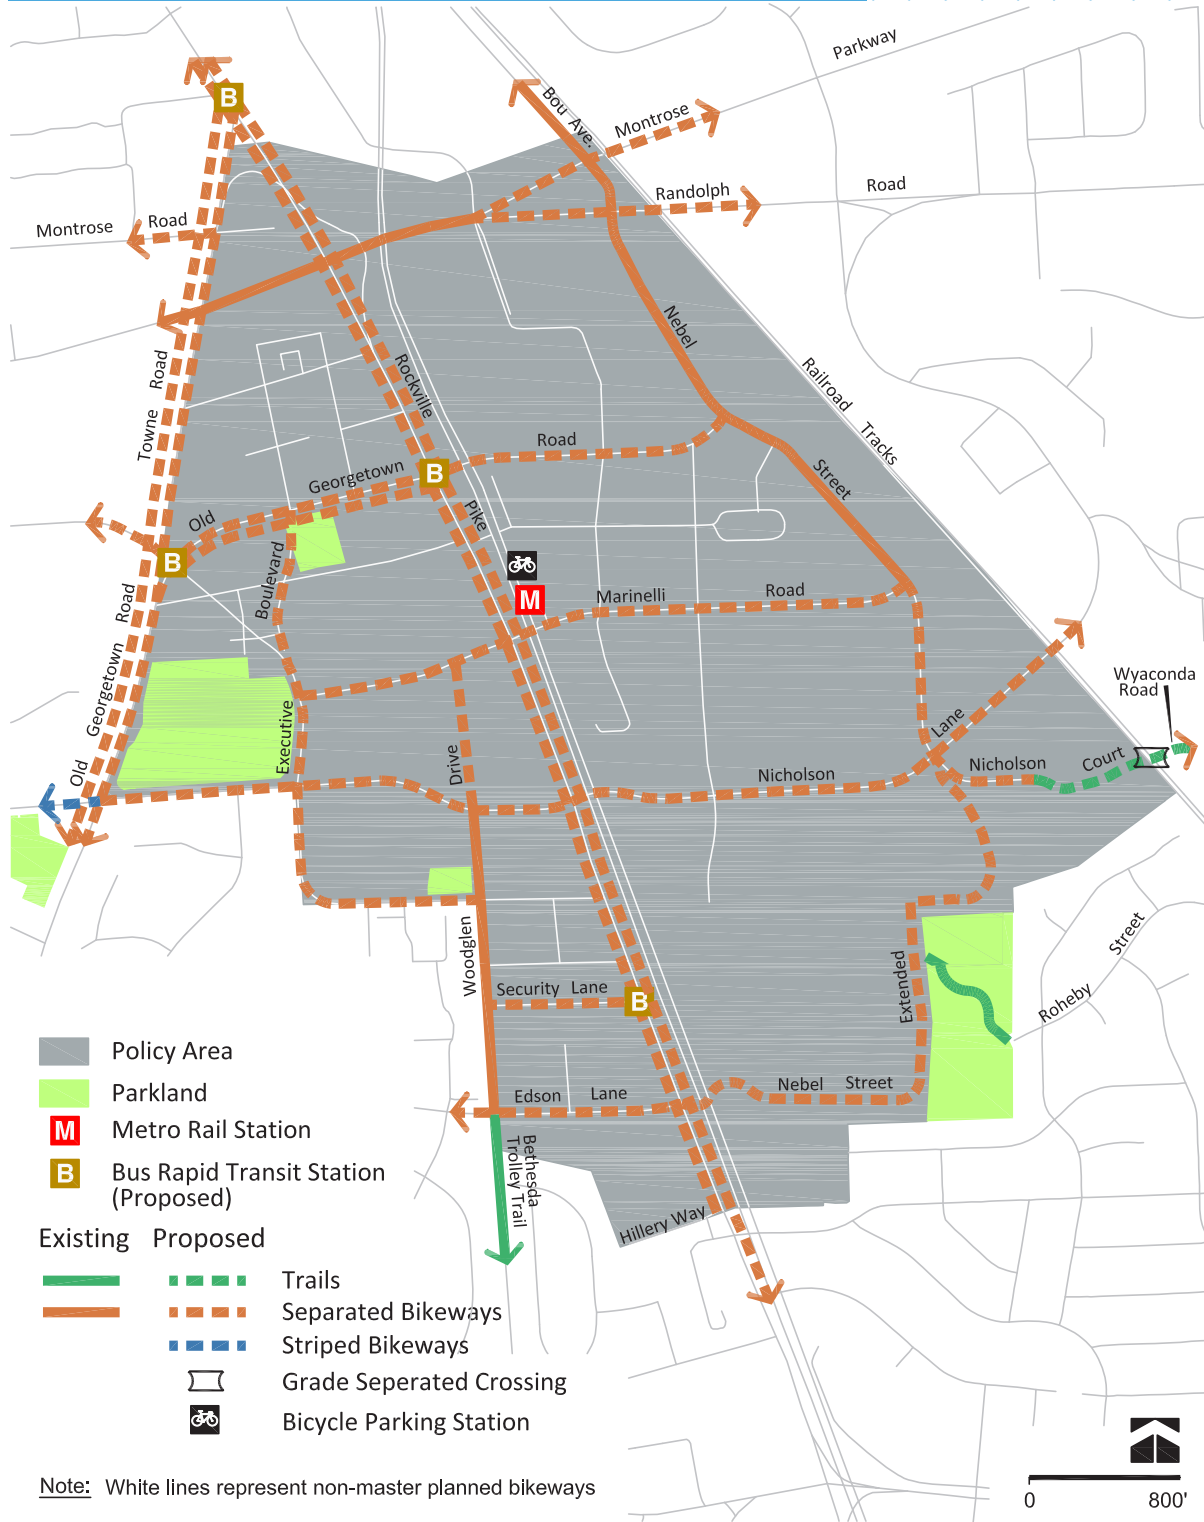 Parkway
B
Bou Ave.
Montrose
Randolph
Road
Montrose
Road
Nebel
Railroad
Tracks
Rockville
Road
Towne
Road
Georgetown
B
Old
Pike
Street
B
Boulevard
M
Marinelli
Road
Road
Georgetown
Old
Wyaconda
Road
Lane
Executive
Drive
Nicholson
Nicholson
Court
Woodglen
Security Lane
B
Extended
Street
Roheby
Edson Lane
Nebel Street
Bethesda
Trolley Trail
Hillery Way
Policy Area
Parkland
M Metro Rail Station
B Bus Rapid Transit Station
(Proposed)
Existing Proposed
Trails
Separated Bikeways
Striped Bikeways
Grade Seperated Crossing
Bicycle Parking Station
Note: White lines represent non-master planned bikeways
0 800'